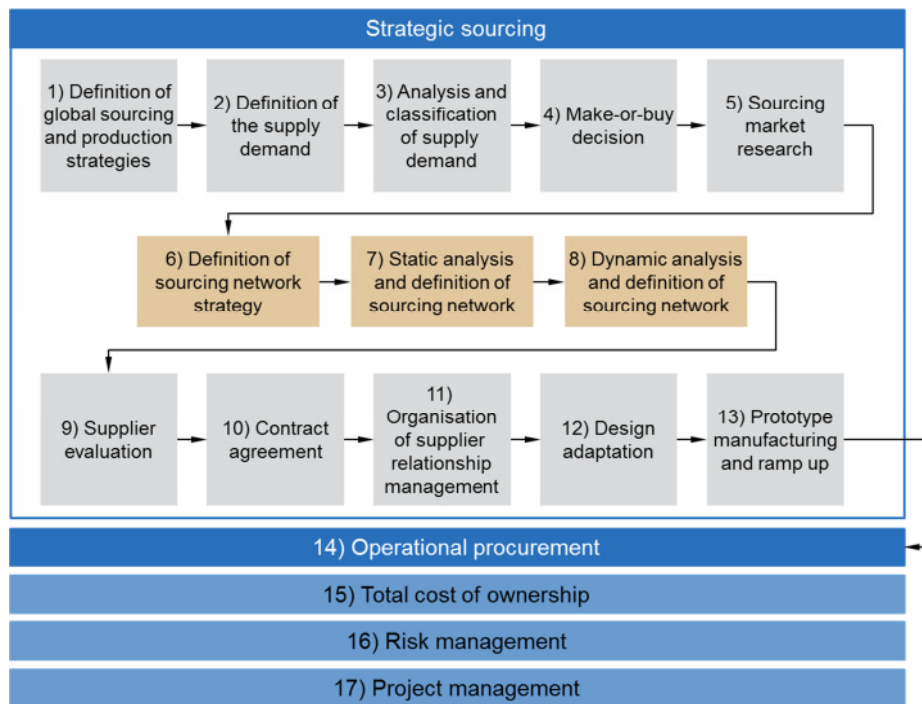 Strategic sourcing
1) Definition of
global sourcing
and production
strategies
2) Definition of
the supply
demand
3) Analysis and
classification
of supply
demand
4) Make-or-buy
decision
5) Sourcing
market
research
6) Definition of
sourcing network
strategy
7) Static analysis
and definition of
sourcing network
8) Dynamic analysis
and definition of
sourcing network
9) Supplier
evaluation
10) Contract
agreement
11)
Organisation
of supplier
relationship
management
12) Design
adaptation
13) Prototype
manufacturing
and ramp up
14) Operational procurement
15) Total cost of ownership
16) Risk management
17) Project management